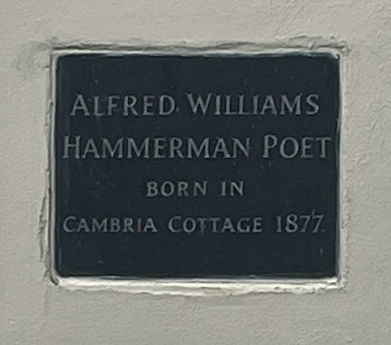 ALFRED WILLIAMS
HAMMERMAN POET
BORN IN
CAMBRIA COTTAGE 1877.